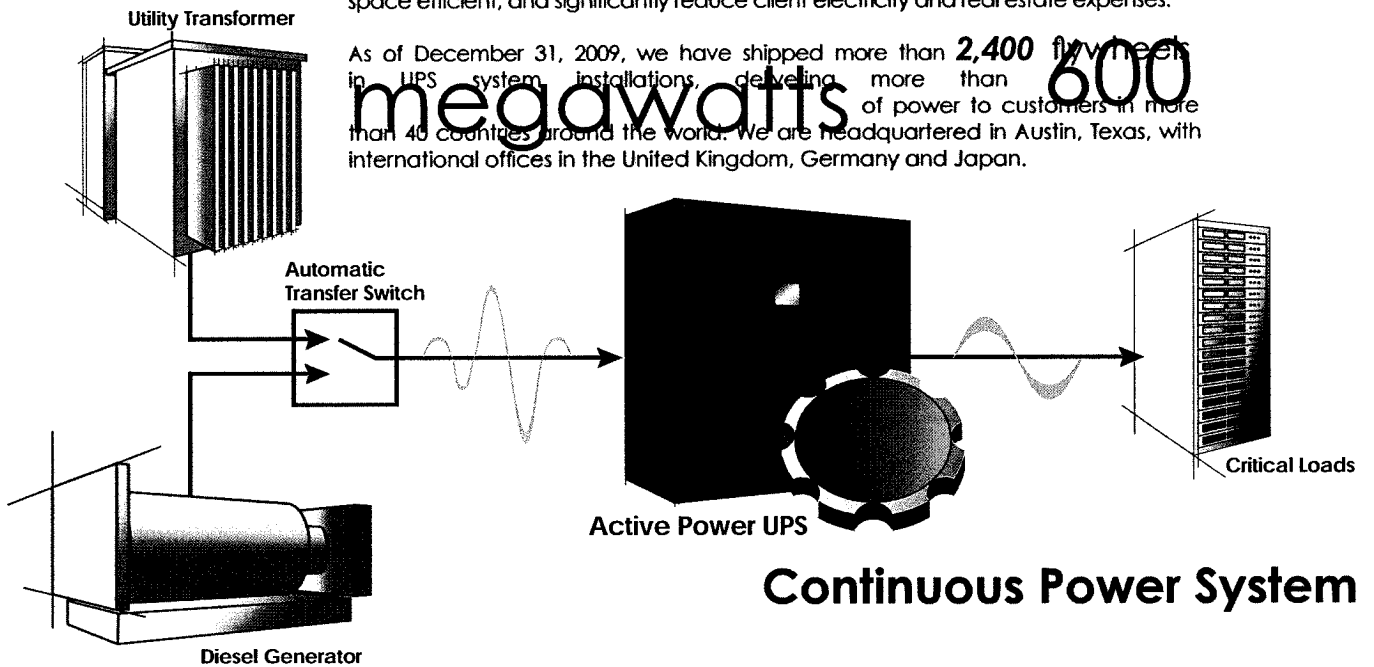 space efficient, and significantly reduce client electricity and real estate expenses.
Utility Transformer
As of December 31, 2009, we have shipped more than 2,400 flywheels
in UPS system installations, delivering more than 600
megawatts of power to customers in more
than 40 countries around the world. We are headquartered in Austin, Texas, with
international offices in the United Kingdom, Germany and Japan.
Automatic
Transfer Switch
Critical Loads
Active Power UPS
Continuous Power System
Diesel Generator